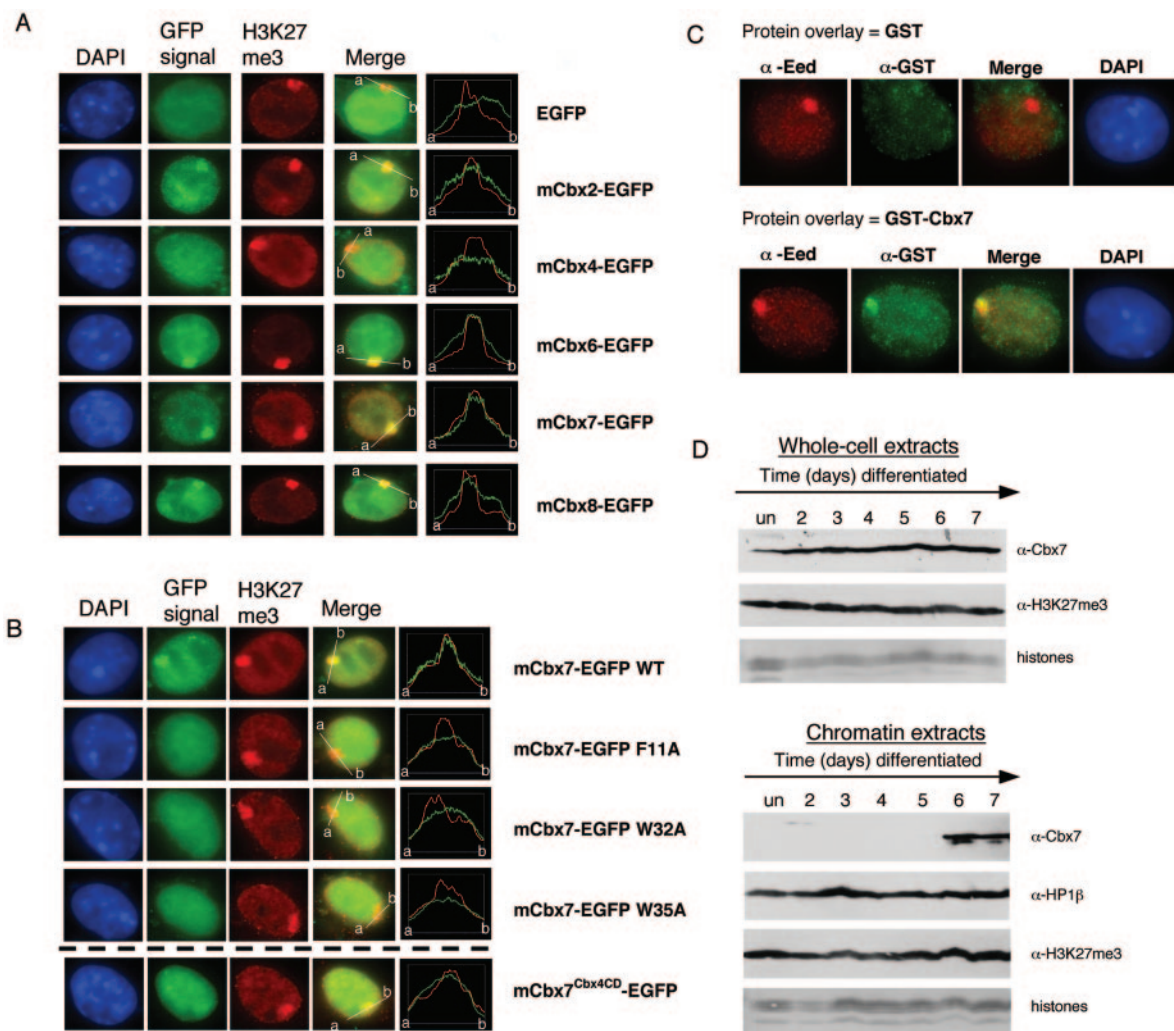 A
DAPI
GFP signal
H3K27 me3
Merge
a
b
a
b
EGFP
a
b
a
b
mCbx2-EGFP
a
b
a
b
mCbx4-EGFP
a
b
a
b
mCbx6-EGFP
a
b
a
b
mCbx7-EGFP
a
b
a
b
mCbx8-EGFP
B
DAPI
GFP signal
H3K27 me3
Merge
a
b
a
b
mCbx7-EGFP WT
a
b
a
b
mCbx7-EGFP F11A
a
b
a
b
mCbx7-EGFP W32A
a
b
a
b
mCbx7-EGFP W35A
a
b
a
b
mCbx7Cbx4CD-EGFP
C
Protein overlay = GST
α -Eed
α-GST
Merge
DAPI
Protein overlay = GST-Cbx7
α -Eed
α-GST
Merge
DAPI
D
Whole-cell extracts
Time (days) differentiated
un 2 3 4 5 6 7
α-Cbx7
α-H3K27me3
histones
Chromatin extracts
Time (days) differentiated
un 2 3 4 5 6 7
α-Cbx7
α-HP1β
α-H3K27me3
histones